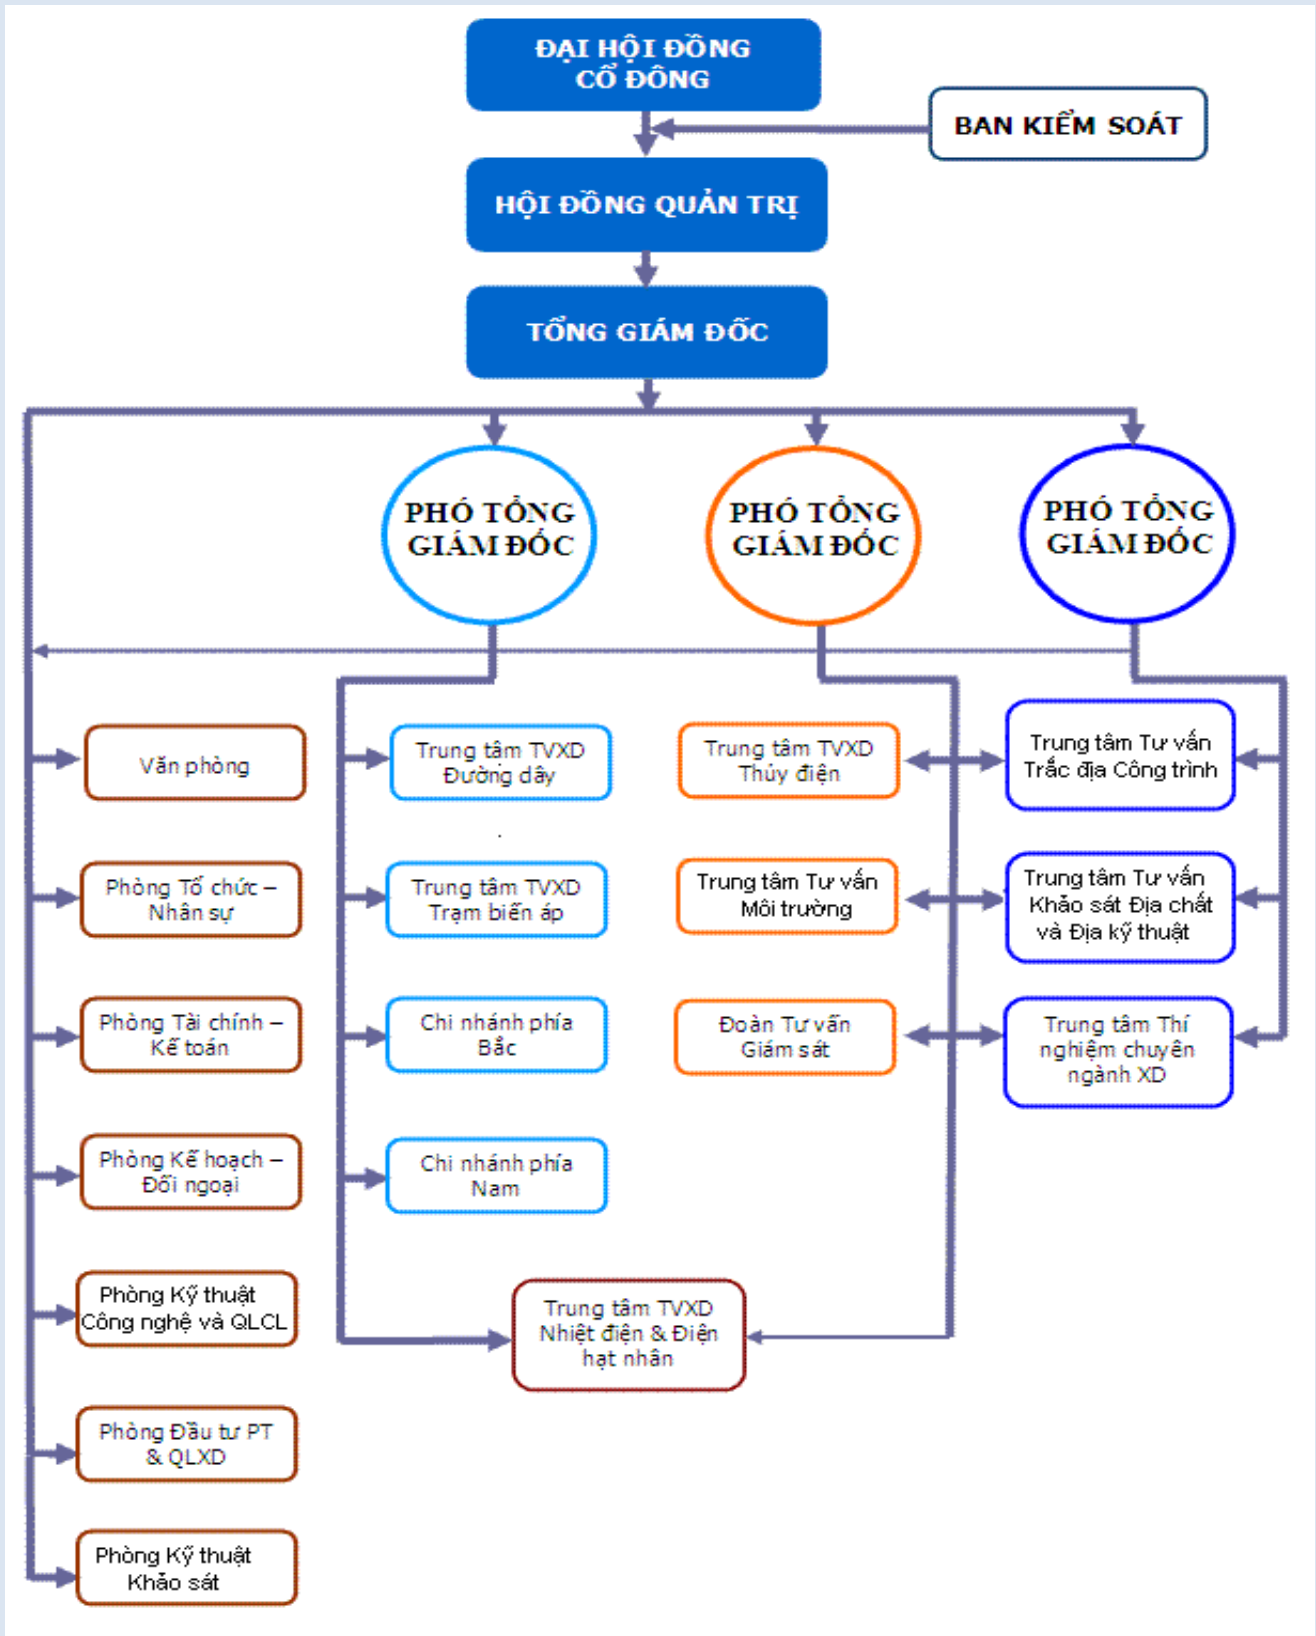 ĐẠI HỘI ĐỒNG
CỔ ĐÔNG
BAN KIỂM SOÁT
HỘI ĐỒNG QUẢN TRỊ
TỔNG GIÁM ĐỐC
PHÓ TỔNG
GIÁM ĐỐC
PHÓ TỔNG
GIÁM ĐỐC
PHÓ TỔNG
GIÁM ĐỐC
Văn phòng
Phòng Tổ chức –
Nhân sự
Phòng Tài chính –
Kế toán
Phòng Kế hoạch –
Đối ngoại
Phòng Kỹ thuật
Công nghệ và QLCL
Phòng Đầu tư PT
& QLXD
Phòng Kỹ thuật
Khảo sát
Trung tâm TVXD
Đường dây
.
Trung tâm TVXD
Trạm biến áp
Chi nhánh phía
Bắc
Chi nhánh phía
Nam
Trung tâm TVXD
Nhiệt điện & Điện
hạt nhân
Trung tâm TVXD
Thủy điện
Trung tâm Tư vấn
Môi trường
Đoàn Tư vấn
Giám sát
Trung tâm Tư vấn
Trắc địa Công trình
Trung tâm Tư vấn
Khảo sát Địa chất
và Địa kỹ thuật
Trung tâm Thí
nghiệm chuyên
ngành XD